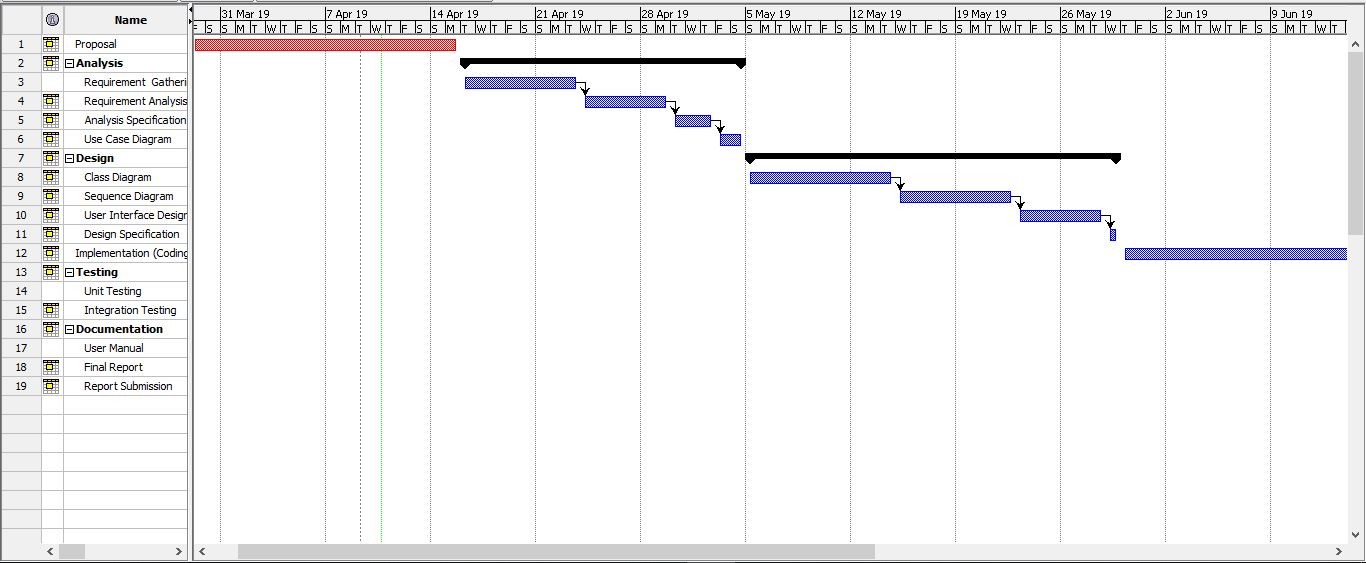 Name
31 Mar 19 7 Apr 19 14 Apr 19 21 Apr 19 28 Apr 19 5 May 19 12 May 19 19 May 19 26 May 19 2 Jun 19 9 Jun 19
F S S M T W T F S S M T W T F S S M T W T F S S M T W T F S S M T W T F S S M T W T F S S M T W T F S S M T W T F S S M T W T F S S M T W T F S S M T W T
1 Proposal
2 Analysis
3 Requirement Gatheri
4 Requirement Analysis
5 Analysis Specification
6 Use Case Diagram
7 Design
8 Class Diagram
9 Sequence Diagram
10 User Interface Design
11 Design Specification
12 Implementation (Coding
13 Testing
14 Unit Testing
15 Integration Testing
16 Documentation
17 User Manual
18 Final Report
19 Report Submission